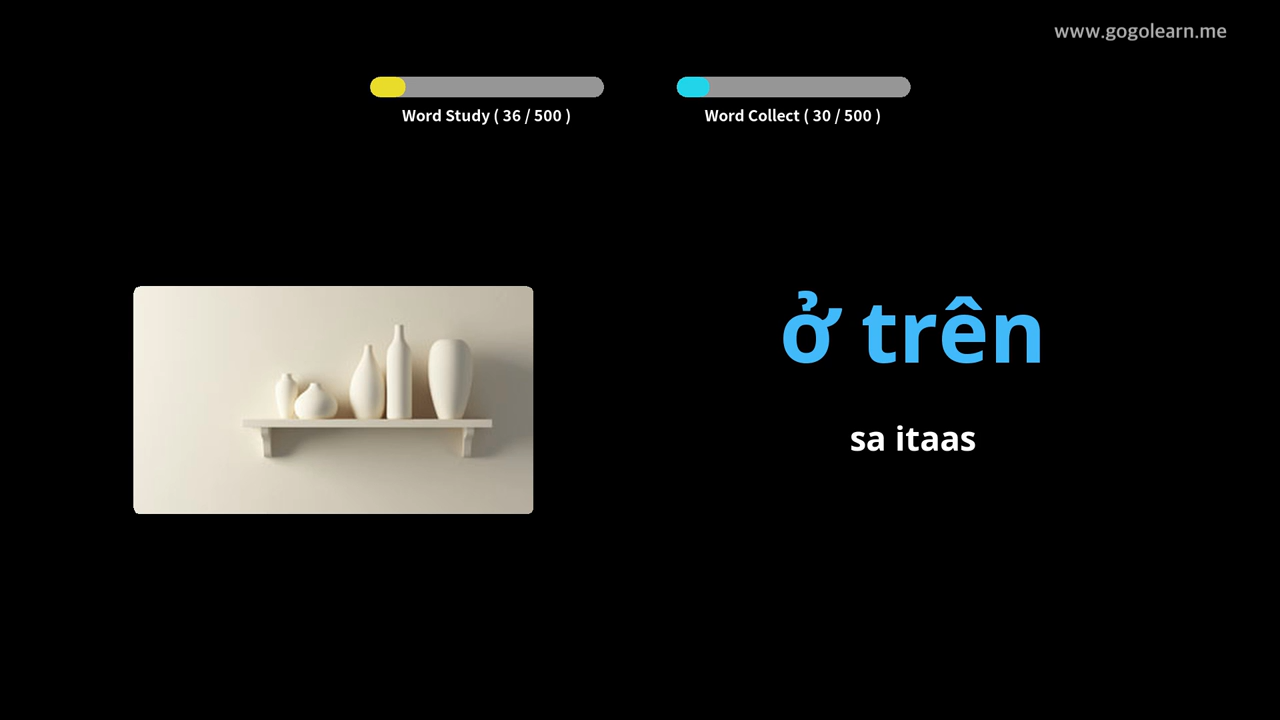 www.gogolearn.me
Word Study ( 36 / 500 )
Word Collect ( 30 / 500 )
ở trên
sa itaas